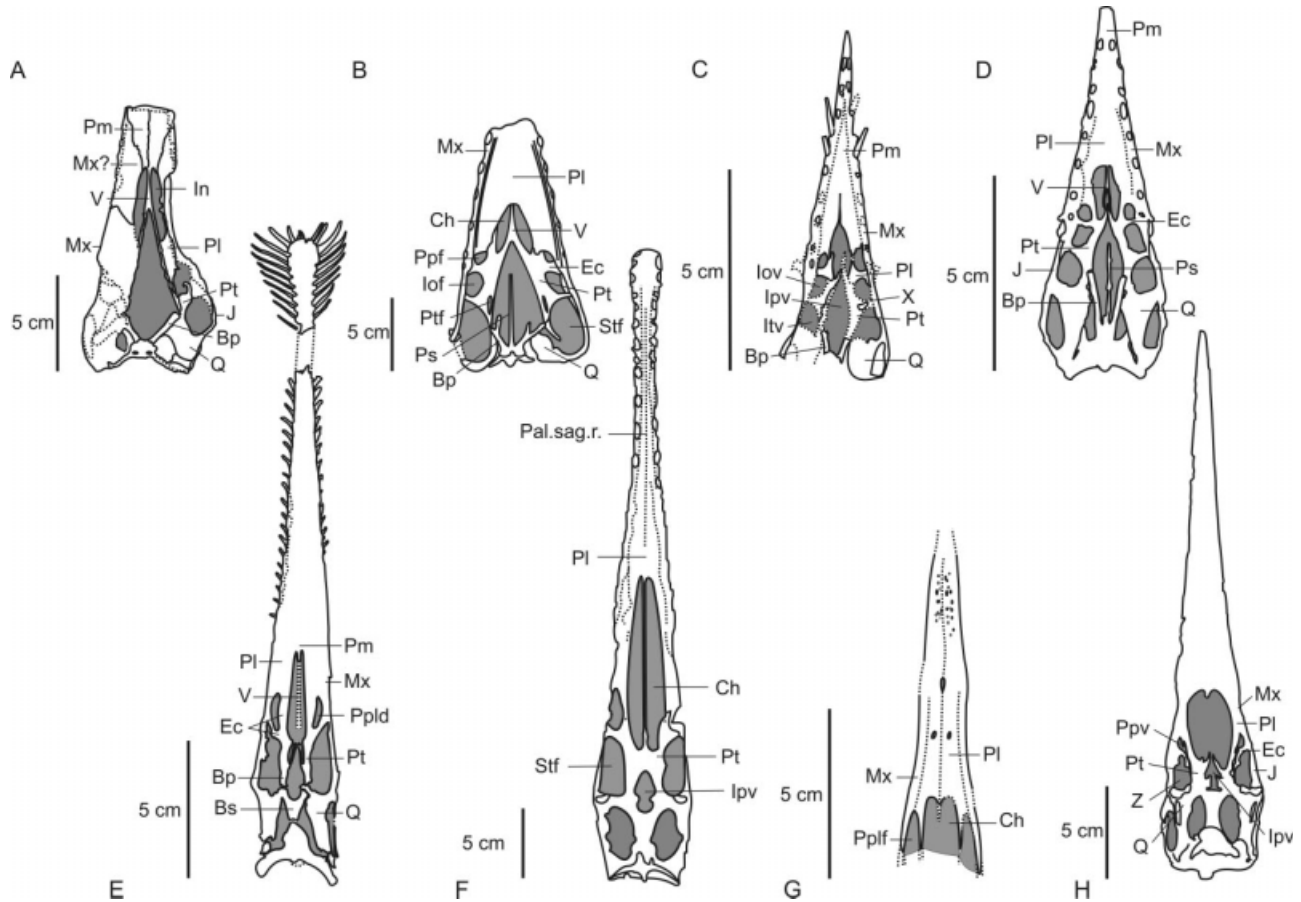 A
Pm
Mx?
V
In
Mx
Pl
Pt
J
Bp
Q
5 cm
B
Mx
Pl
Ch
V
Ppf
Ec
Iof
Pt
Ptf
Stf
Ps
Bp
Q
5 cm
C
Pm
Mx
Iov
Pl
Ipv
X
Itv
Pt
Bp
Q
5 cm
D
Pm
Pl
Mx
V
Ec
Pt
J
Ps
Bp
Q
5 cm
E
Pm
Pl
Mx
V
Ppld
Ec
Pt
Bp
Bs
Q
5 cm
F
Pal.sag.r.
Pl
Ch
Stf
Pt
Ipv
5 cm
G
Mx
Pl
Pplf
Ch
5 cm
H
Mx
Ppv
Pl
Ec
Pt
J
Z
Q
Ipv
5 cm